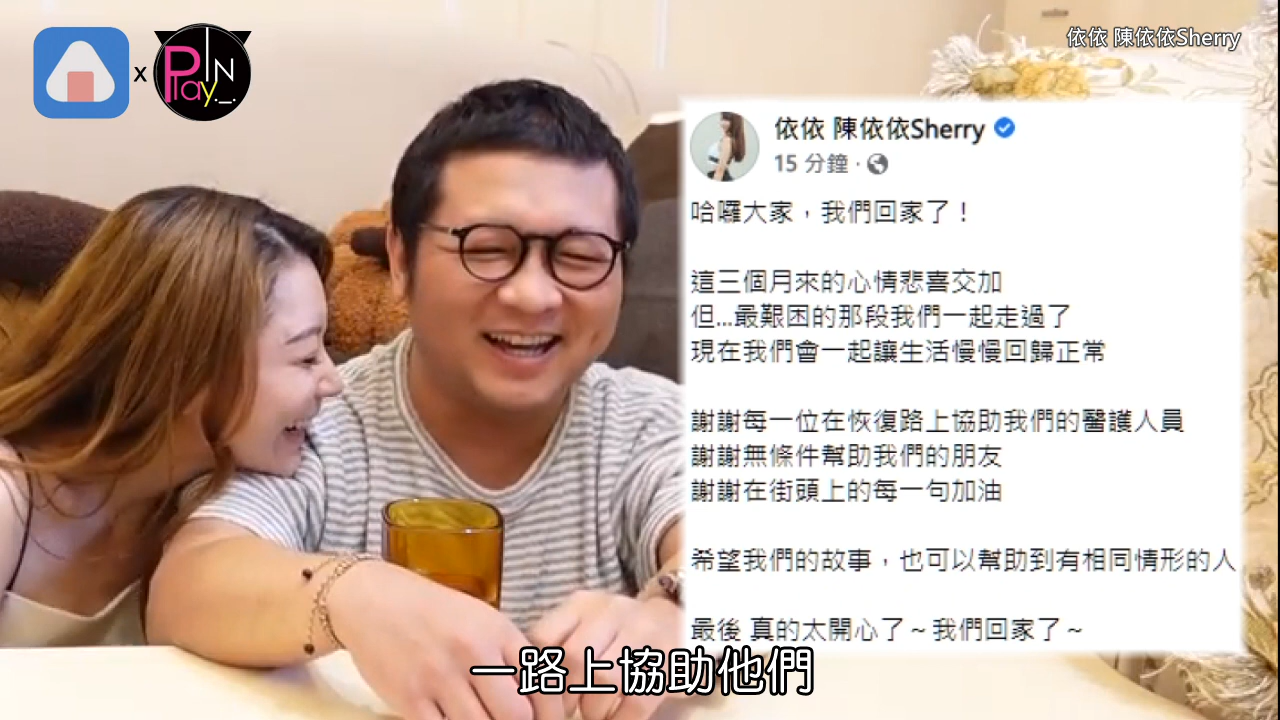 x
PlayIN
依依 陳依依Sherry
依依 陳依依Sherry
15 分鐘 ·
哈囉大家，我們回家了！
這三個月來的心情悲喜交加
但...最艱困的那段我們一起走過了
現在我們會一起讓生活慢慢回歸正常
謝謝每一位在恢復路上協助我們的醫護人員
謝謝無條件幫助我們的朋友
謝謝在街頭上的每一句加油
希望我們的故事，也可以幫助到有相同情形的人
最後 真的太開心了～我們回家了～
一路上協助他們